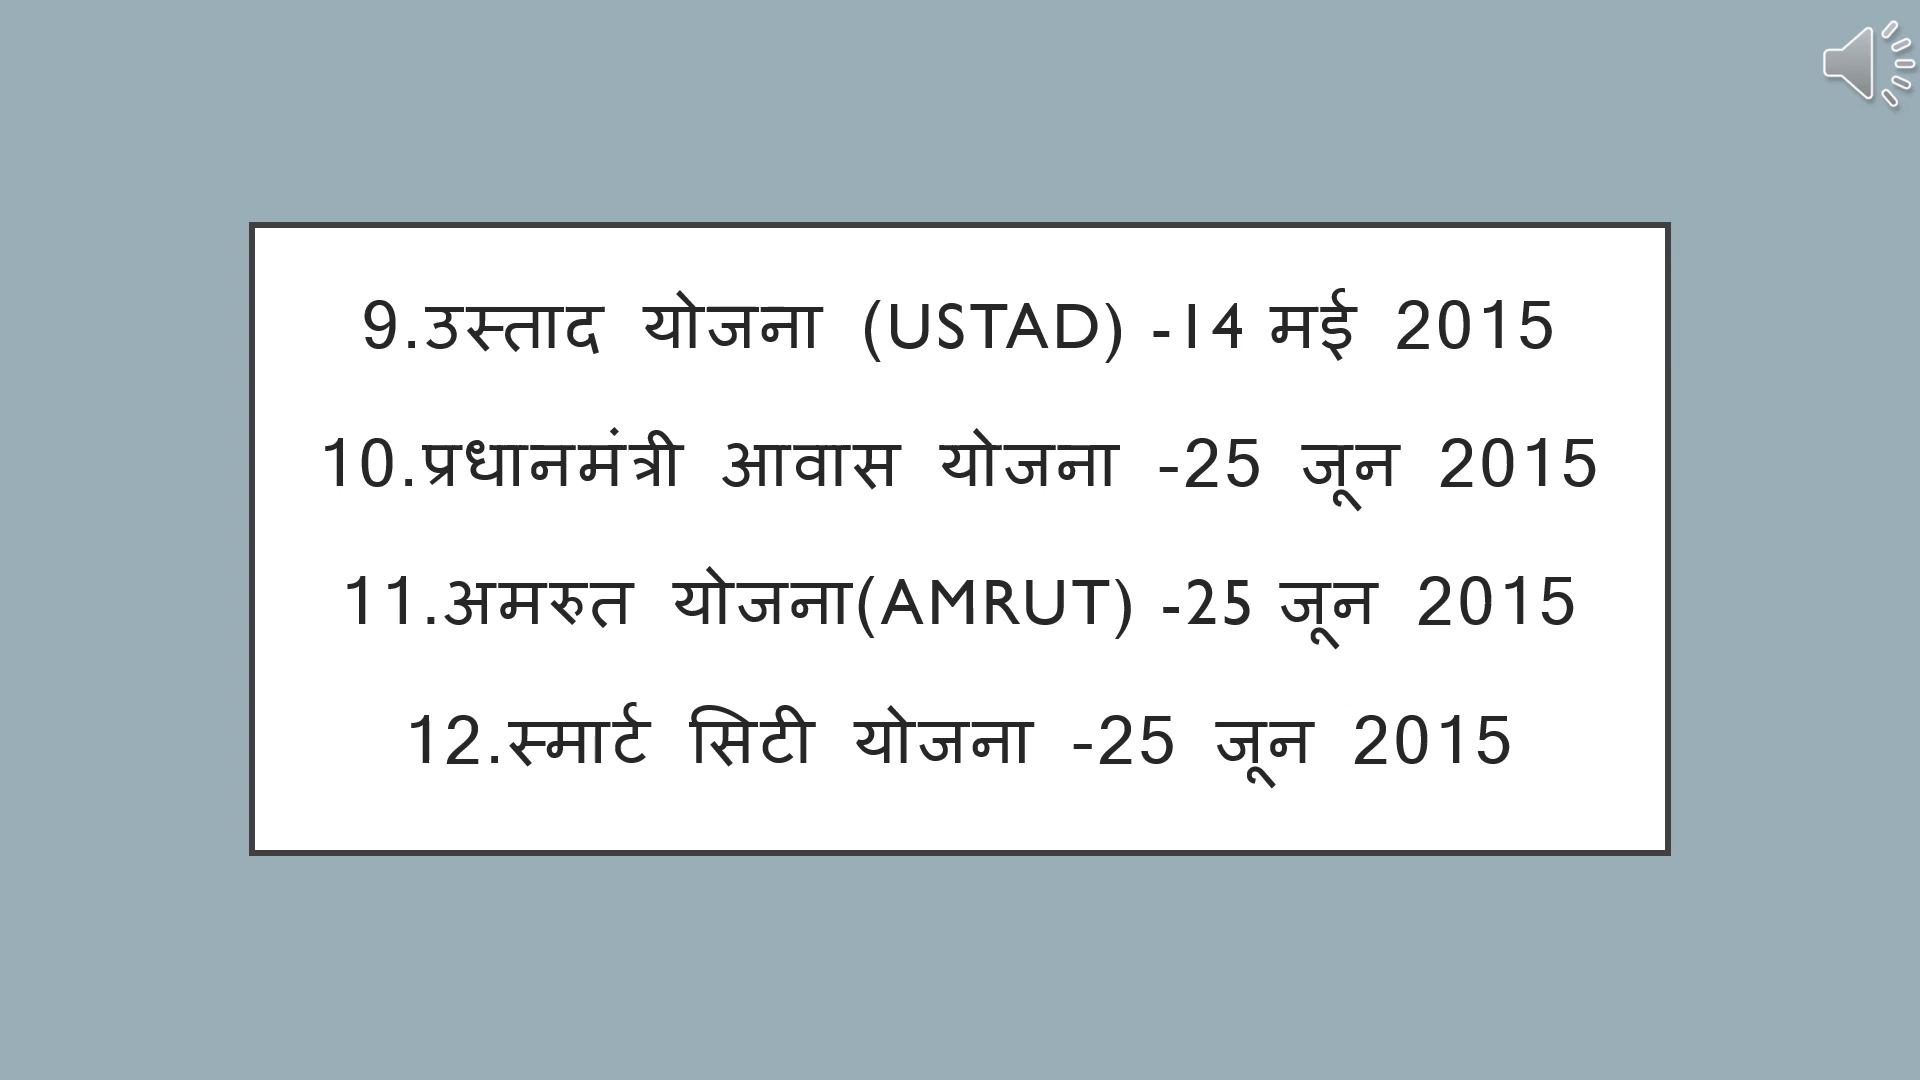 9.उस्ताद योजना (USTAD) -14 मई 2015
10.प्रधानमंत्री आवास योजना -25 जून 2015
11.अमरुत योजना(AMRUT) -25 जून 2015
12.स्मार्ट सिटी योजना -25 जून 2015